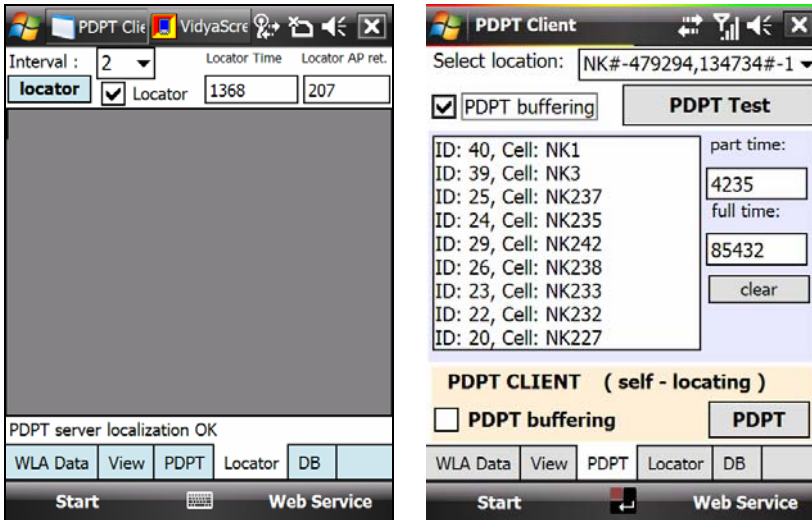 PDPT Clie VidyaScre
Interval : 2 Locator Time Locator AP ret.
locator Locator 1368 207
PDPT server localization OK
WLA Data View PDPT Locator DB
Start Web Service
PDPT Client
Select location: NK#-479294,134734#-1
PDPT buffering PDPT Test
ID: 40, Cell: NK1
ID: 39, Cell: NK3
ID: 25, Cell: NK237
ID: 24, Cell: NK235
ID: 29, Cell: NK242
ID: 26, Cell: NK238
ID: 23, Cell: NK233
ID: 22, Cell: NK232
ID: 20, Cell: NK227
part time:
4235
full time:
85432
clear
PDPT CLIENT ( self - locating )
PDPT buffering PDPT
WLA Data View PDPT Locator DB
Start Web Service